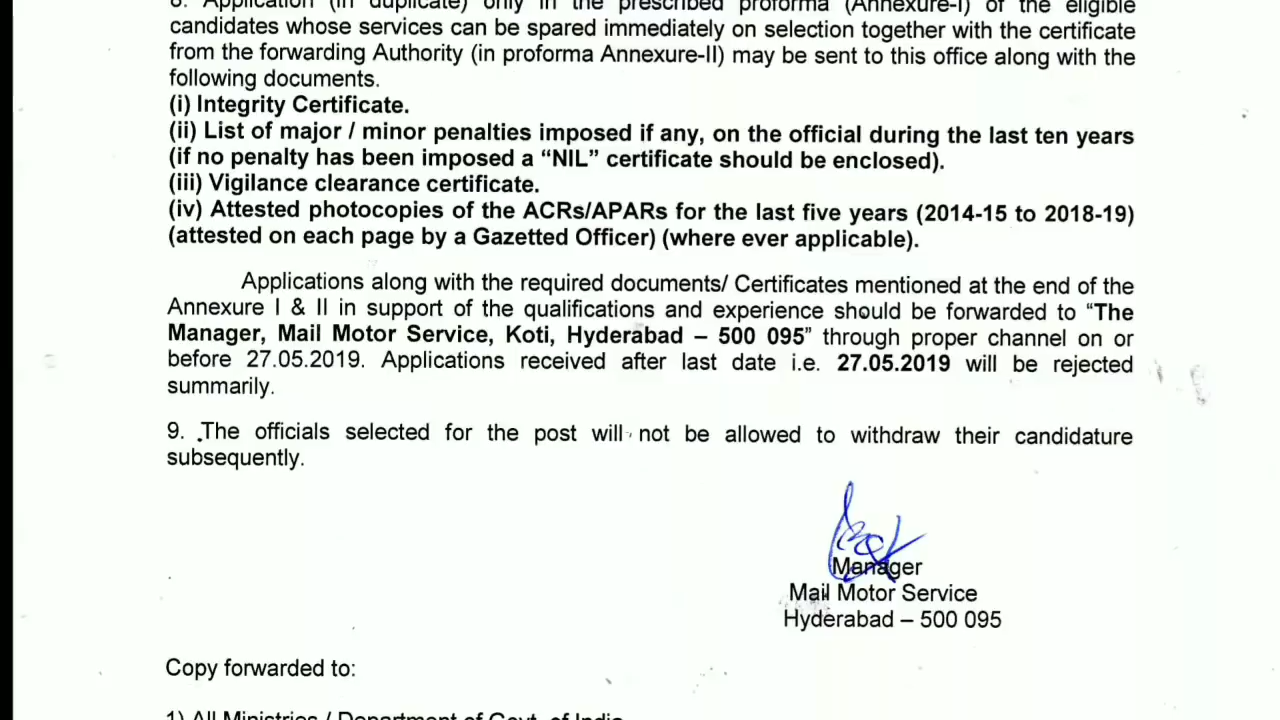 8. Application (in duplicate) only in the prescribed proforma (Annexure-I) of the eligible
candidates whose services can be spared immediately on selection together with the certificate
from the forwarding Authority (in proforma Annexure-II) may be sent to this office along with the
following documents.
(i) Integrity Certificate.
(ii) List of major / minor penalties imposed if any, on the official during the last ten years
(if no penalty has been imposed a “NIL” certificate should be enclosed).
(iii) Vigilance clearance certificate.
(iv) Attested photocopies of the ACRs/APARs for the last five years (2014-15 to 2018-19)
(attested on each page by a Gazetted Officer) (where ever applicable).
Applications along with the required documents/ Certificates mentioned at the end of the
Annexure I & II in support of the qualifications and experience should be forwarded to “The
Manager, Mail Motor Service, Koti, Hyderabad – 500 095” through proper channel on or
before 27.05.2019. Applications received after last date i.e. 27.05.2019 will be rejected
summarily.
9. The officials selected for the post will not be allowed to withdraw their candidature
subsequently.
Manager
Mail Motor Service
Hyderabad – 500 095
Copy forwarded to:
1) All Ministries / Department of Govt. of India